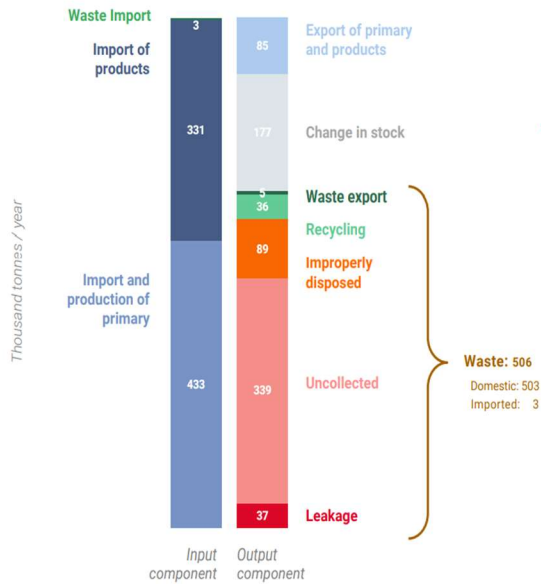 Waste Import
3
Import of
products
331
Import and
production of
primary
433
Thousand tonnes / year
85
Export of primary
and products
177
Change in stock
5
Waste export
36
Recycling
89
Improperly
disposed
339
Uncollected
37
Leakage
Waste: 506
Domestic: 503
Imported: 3
Input
component
Output
component